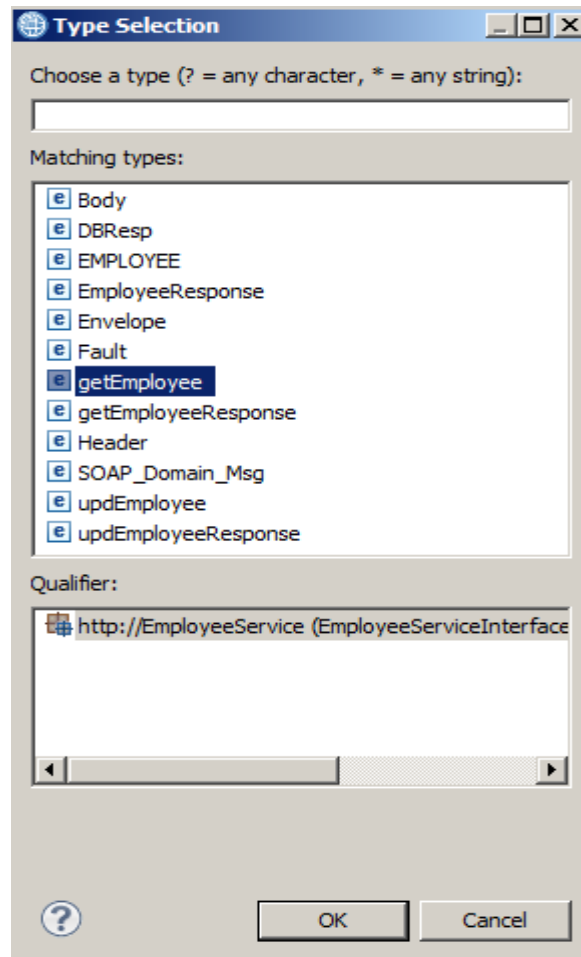 Type Selection
Choose a type (? = any character, * = any string):
Matching types:
Body
DBResp
EMPLOYEE
EmployeeResponse
Envelope
Fault
getEmployee
getEmployeeResponse
Header
SOAP_Domain_Msg
updEmployee
updEmployeeResponse
Qualifier:
http://EmployeeService (EmployeeServiceInterface
OK Cancel